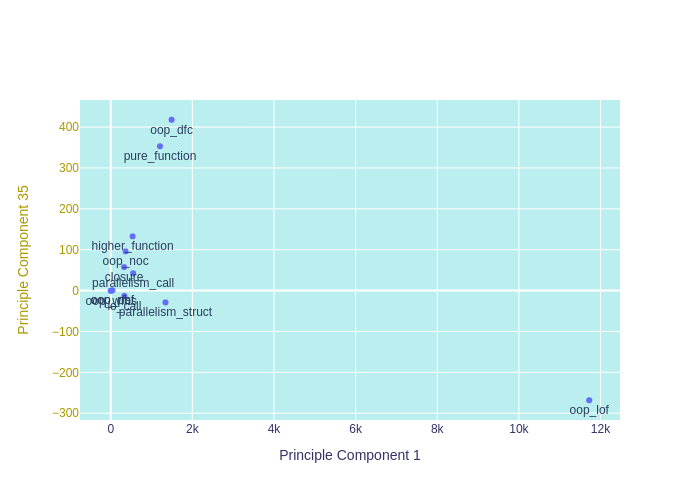 400
300
200
100
0
−100
−200
−300
Principle Component 35
oop_dfc
pure_function
higher_function
oop_noc
closure
parallelism_call
parallelism_struct
oop_lof
0
2k
4k
6k
8k
10k
12k
Principle Component 1